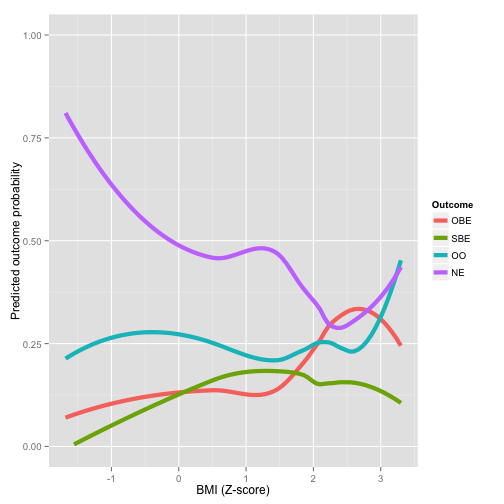 Predicted outcome probability
1.00
0.75
0.50
0.25
0.00
-1
0
1
2
3
BMI (Z-score)
Outcome
OBE
SBE
OO
NE